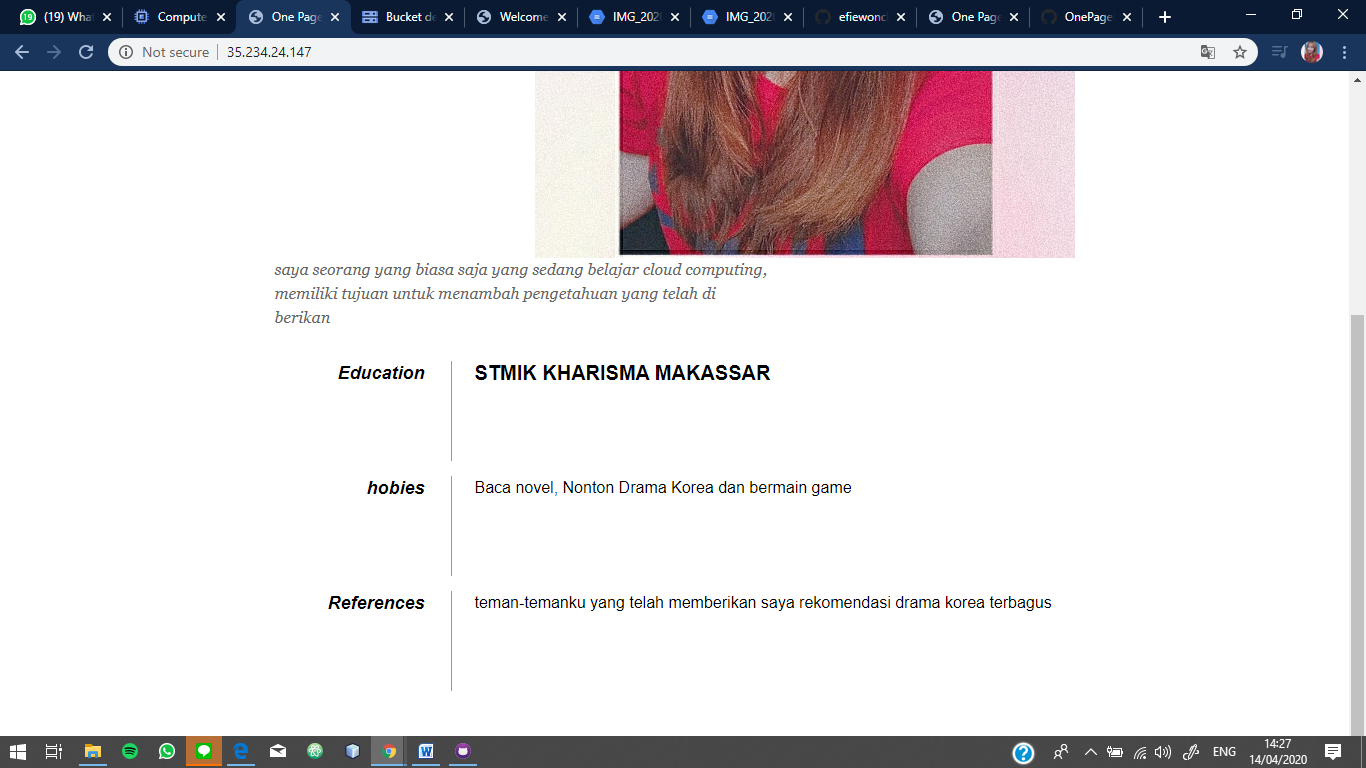 (19) What
Compute
One Page
Bucket de
Welcome
IMG_202
IMG_202
efiewonc
One Page
OnePage
Not secure
35.234.24.147
saya seorang yang biasa saja yang sedang belajar cloud computing,
memiliki tujuan untuk menambah pengetahuan yang telah di
berikan
Education
STMIK KHARISMA MAKASSAR
hobies
Baca novel, Nonton Drama Korea dan bermain game
References
teman-temanku yang telah memberikan saya rekomendasi drama korea terbagus
ENG
14:27
14/04/2020